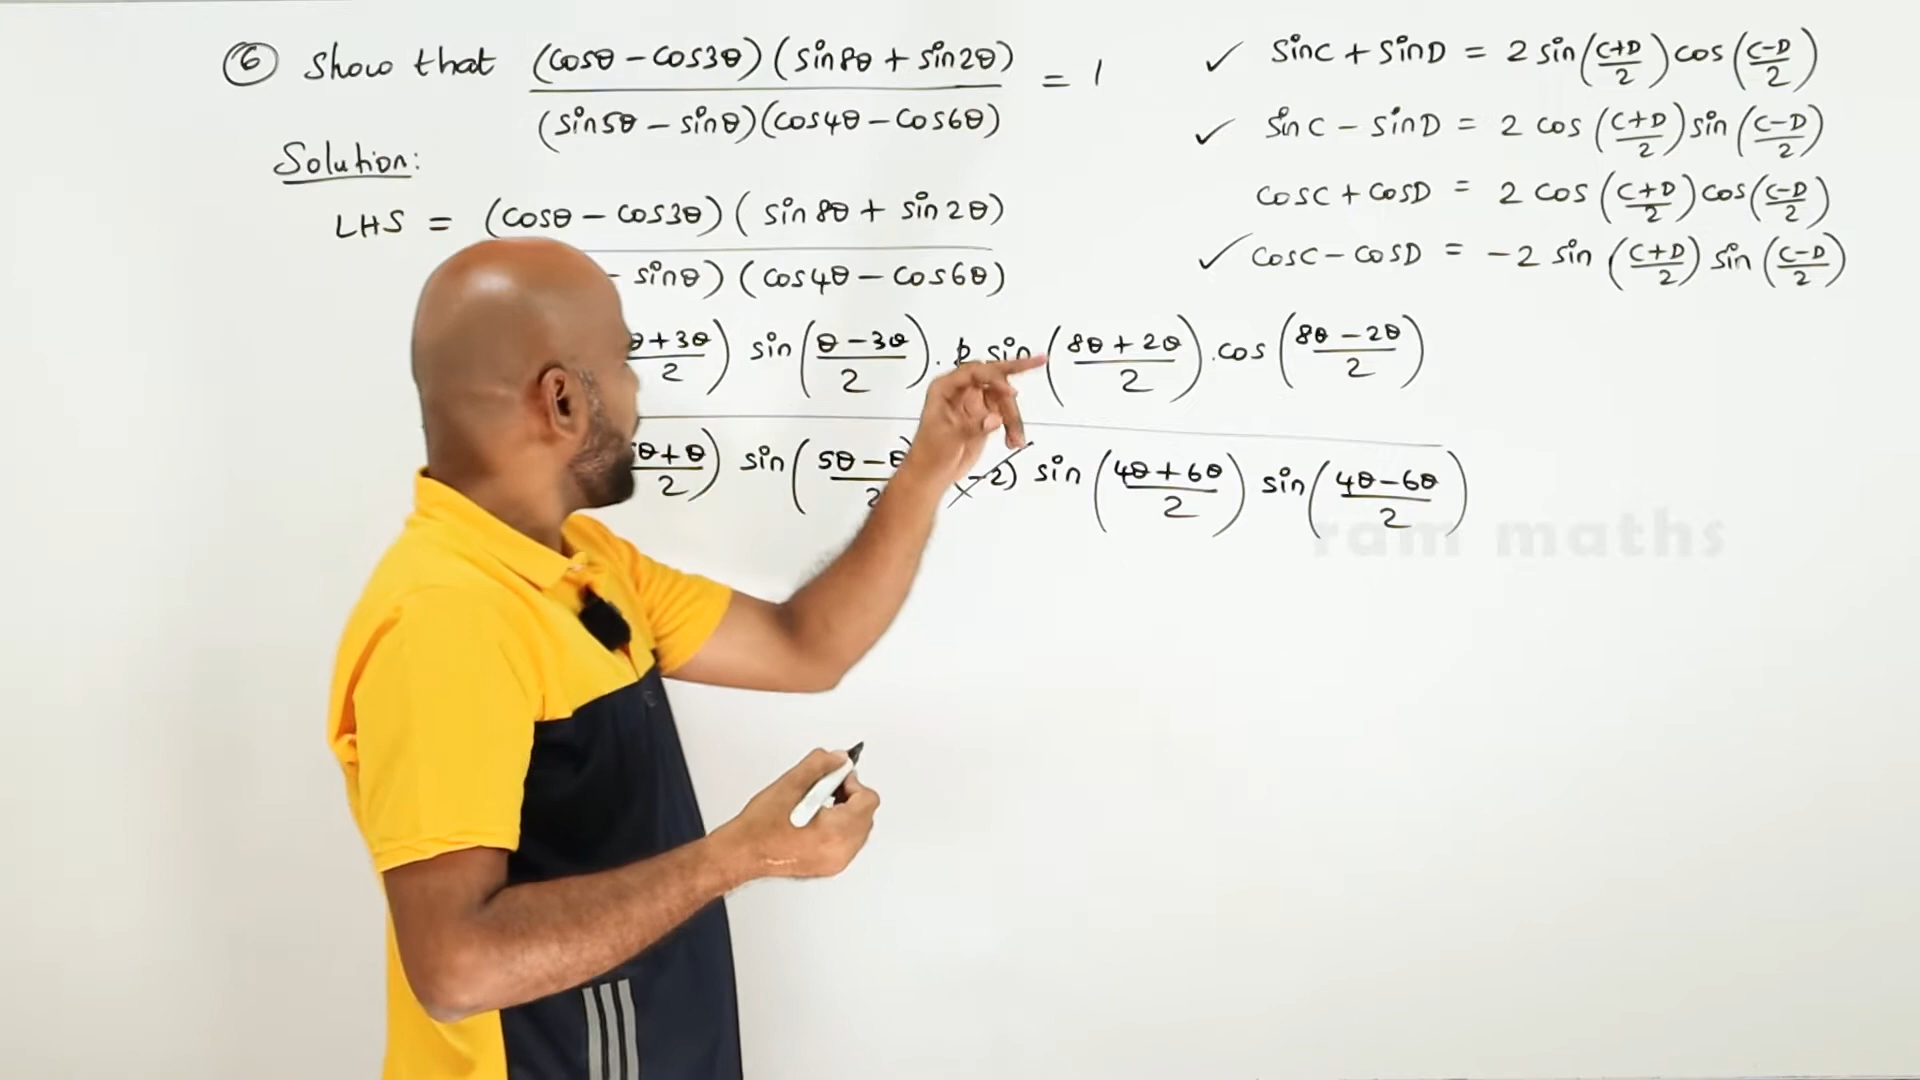 ⑥ Show that (cosθ - cos3θ)(sin8θ + sin2θ) / (sin5θ - sinθ)(cos4θ - cos6θ) = 1
Solution:
LHS = (cosθ - cos3θ)(sin8θ + sin2θ)
- sinθ)(cos4θ - cos6θ)
θ+3θ/2) sin(θ-3θ/2) . 2 sin(8θ+2θ/2) . cos(8θ-2θ/2)
θ+θ/2) sin(5θ-θ/2 -2) sin(4θ+6θ/2) sin(4θ-6θ/2)
✓ sinC + sinD = 2 sin(C+D/2) cos(C-D/2)
✓ sinC - sinD = 2 cos(C+D/2) sin(C-D/2)
cosC + cosD = 2 cos(C+D/2) cos(C-D/2)
✓ cosC - cosD = -2 sin(C+D/2) sin(C-D/2)
ram maths